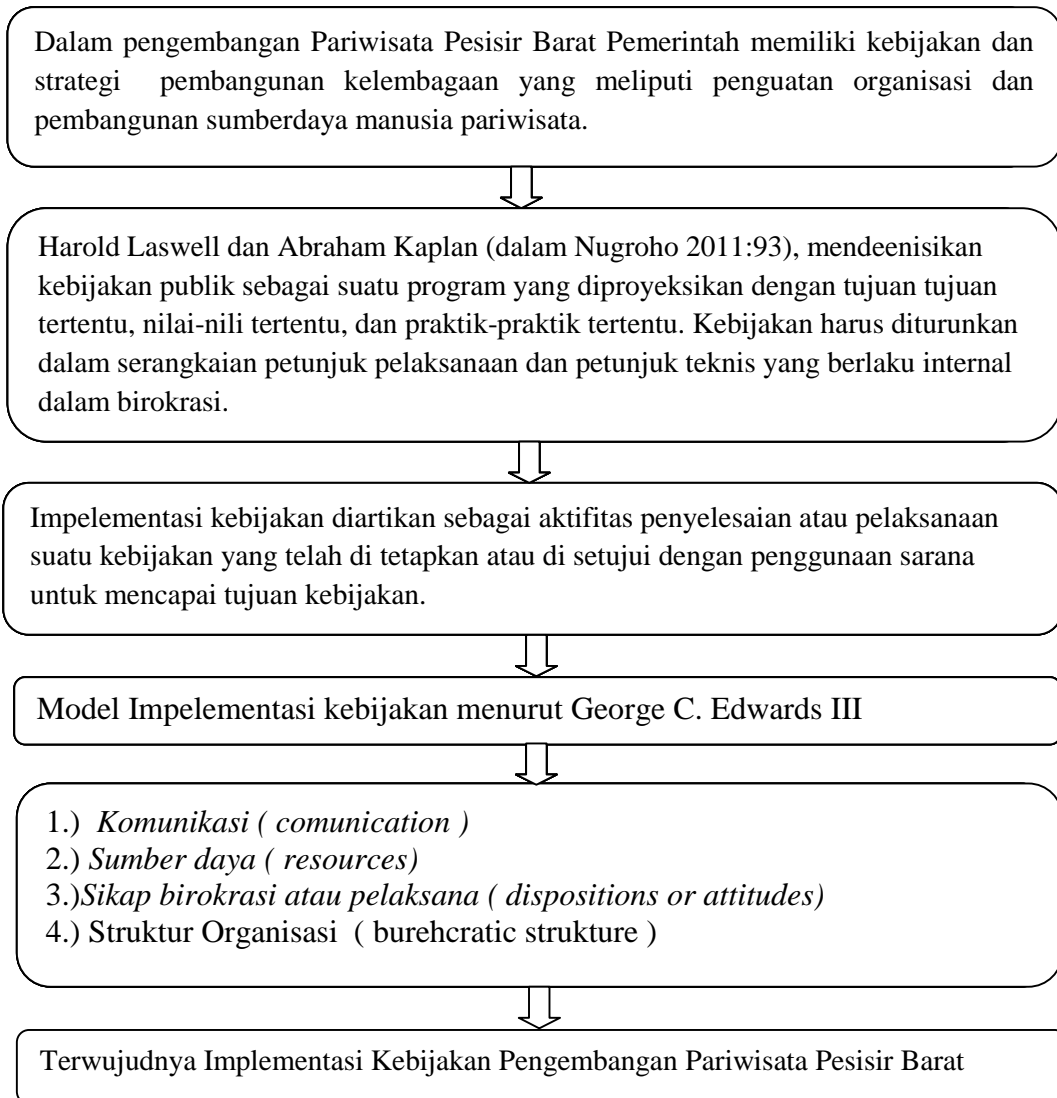 Dalam pengembangan Pariwisata Pesisir Barat Pemerintah memiliki kebijakan dan
strategi pembangunan kelembagaan yang meliputi penguatan organisasi dan
pembangunan sumberdaya manusia pariwisata.
Harold Laswell dan Abraham Kaplan (dalam Nugroho 2011:93), mendeenisikan
kebijakan publik sebagai suatu program yang diproyeksikan dengan tujuan tujuan
tertentu, nilai-nili tertentu, dan praktik-praktik tertentu. Kebijakan harus diturunkan
dalam serangkaian petunjuk pelaksanaan dan petunjuk teknis yang berlaku internal
dalam birokrasi.
Impelementasi kebijakan diartikan sebagai aktifitas penyelesaian atau pelaksanaan
suatu kebijakan yang telah di tetapkan atau di setujui dengan penggunaan sarana
untuk mencapai tujuan kebijakan.
Model Impelementasi kebijakan menurut George C. Edwards III
1.) Komunikasi ( comunication )
2.) Sumber daya ( resources)
3.)Sikap birokrasi atau pelaksana ( dispositions or attitudes)
4.) Struktur Organisasi ( burehcratic strukture )
Terwujudnya Implementasi Kebijakan Pengembangan Pariwisata Pesisir Barat